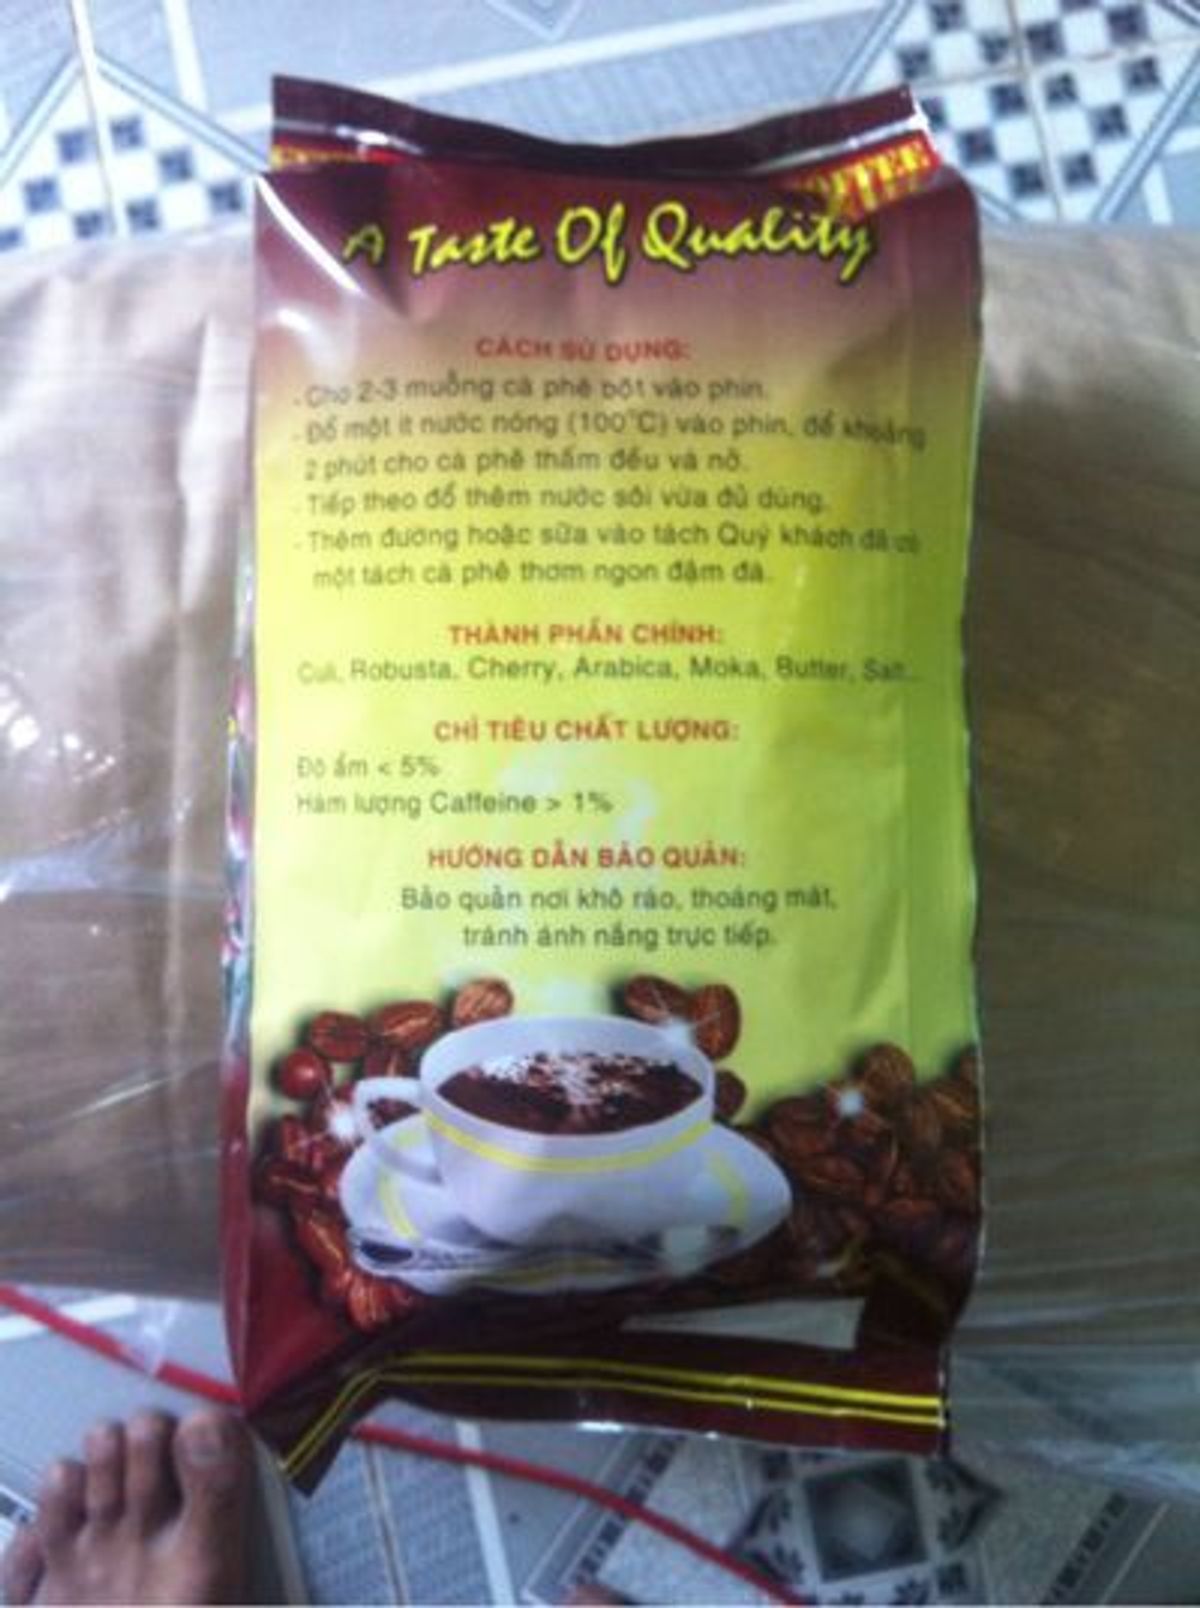 COFFEE
A Taste Of Quality
CÁCH SỬ DỤNG:
- Cho 2-3 muỗng cà phê bột vào phin.
- Đổ một ít nước nóng (100°C) vào phin, để khoảng
2 phút cho cà phê thấm đều và nở.
- Tiếp theo đổ thêm nước sôi vừa đủ dùng.
- Thêm đường hoặc sữa vào tách Quý khách đã có
một tách cà phê thơm ngon đậm đà.
THÀNH PHẦN CHÍNH:
Culi, Robusta, Cherry, Arabica, Moka, Butter, Salt...
CHỈ TIÊU CHẤT LƯỢNG:
Độ ẩm < 5%
Hàm lượng Caffeine > 1%
HƯỚNG DẪN BẢO QUẢN:
Bảo quản nơi khô ráo, thoáng mát,
tránh ánh nắng trực tiếp.